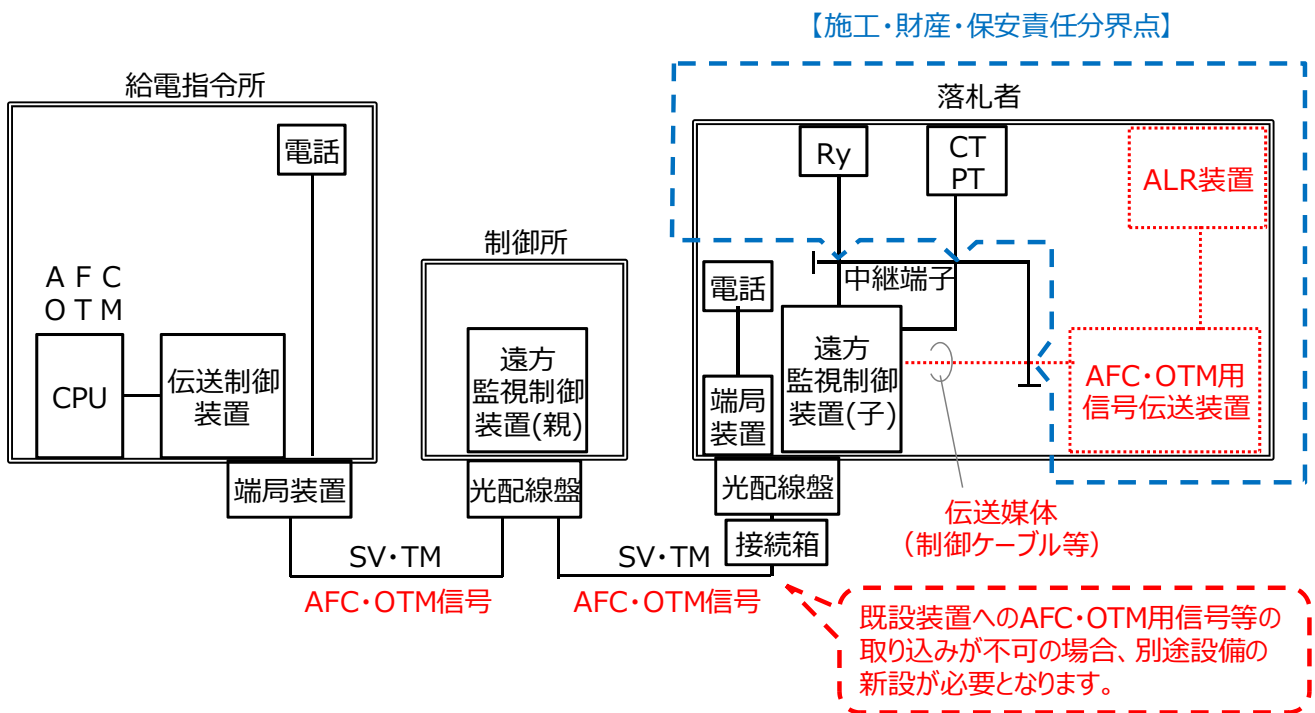 【施工・財産・保安責任分界点】
給電指令所
電話
AFC
OTM
CPU
伝送制御
装置
端局装置
制御所
遠方
監視制御
装置(親)
光配線盤
落札者
Ry
CT
PT
ALR装置
中継端子
電話
端局
装置
遠方
監視制御
装置(子)
AFC・OTM用
信号伝送装置
光配線盤
接続箱
伝送媒体
（制御ケーブル等）
SV・TM
AFC・OTM信号
SV・TM
AFC・OTM信号
既設装置へのAFC・OTM用信号等の
取り込みが不可の場合、別途設備の
新設が必要となります。